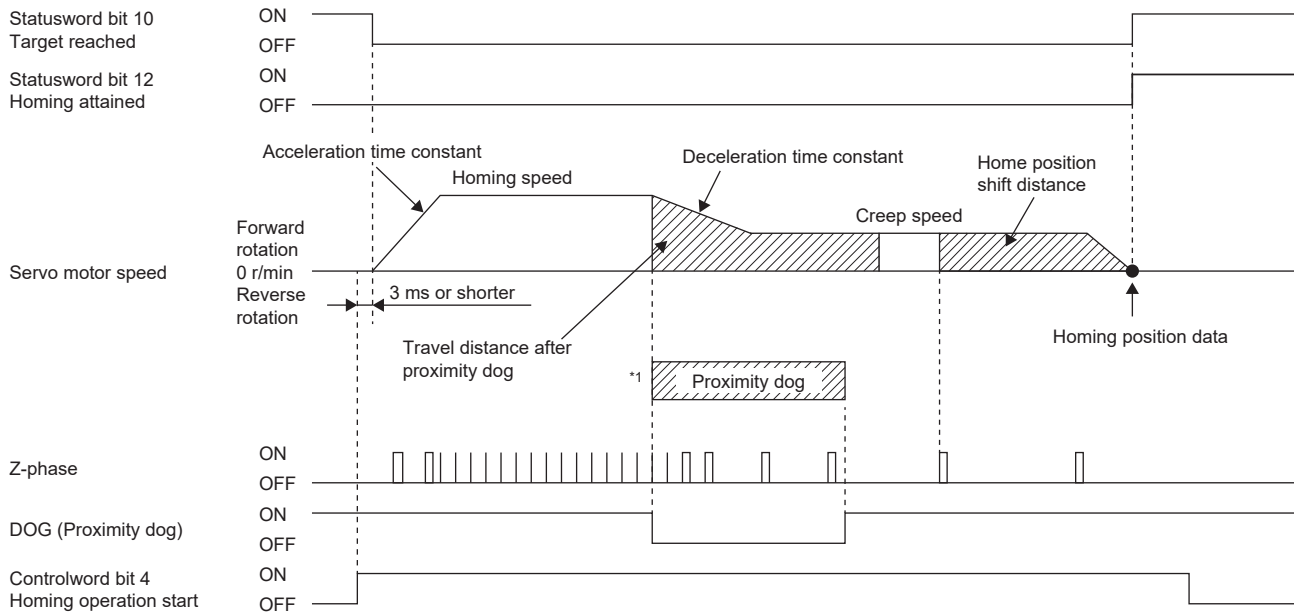 Statusword bit 10
Target reached
ON
OFF
Statusword bit 12
Homing attained
ON
OFF
Acceleration time constant
Homing speed
Deceleration time constant
Home position
shift distance
Creep speed
Servo motor speed
Forward
rotation
0 r/min
Reverse
rotation
3 ms or shorter
Travel distance after
proximity dog
Homing position data
*1
Proximity dog
Z-phase
ON
OFF
DOG (Proximity dog)
ON
OFF
Controlword bit 4
Homing operation start
ON
OFF